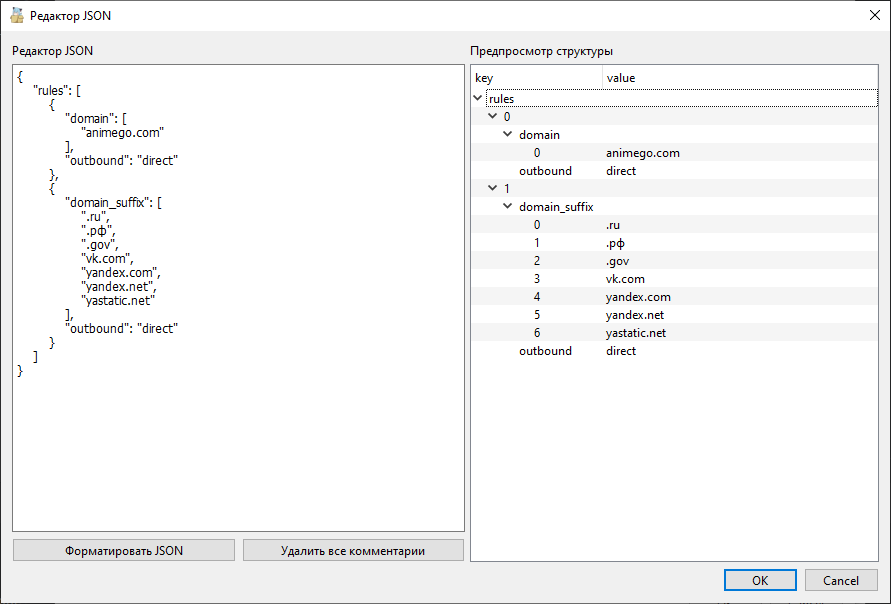 Редактор JSON
Редактор JSON
{
"rules": [
{
"domain": [
"animego.com"
],
"outbound": "direct"
},
{
"domain_suffix": [
".ru",
".рф",
".gov",
"vk.com",
"yandex.com",
"yandex.net",
"yastatic.net"
],
"outbound": "direct"
}
]
}
Форматировать JSON
Удалить все комментарии
Предпросмотр структуры
key value
rules
0
domain
0 animego.com
outbound direct
1
domain_suffix
0 .ru
1 .рф
2 .gov
3 vk.com
4 yandex.com
5 yandex.net
6 yastatic.net
outbound direct
OK
Cancel